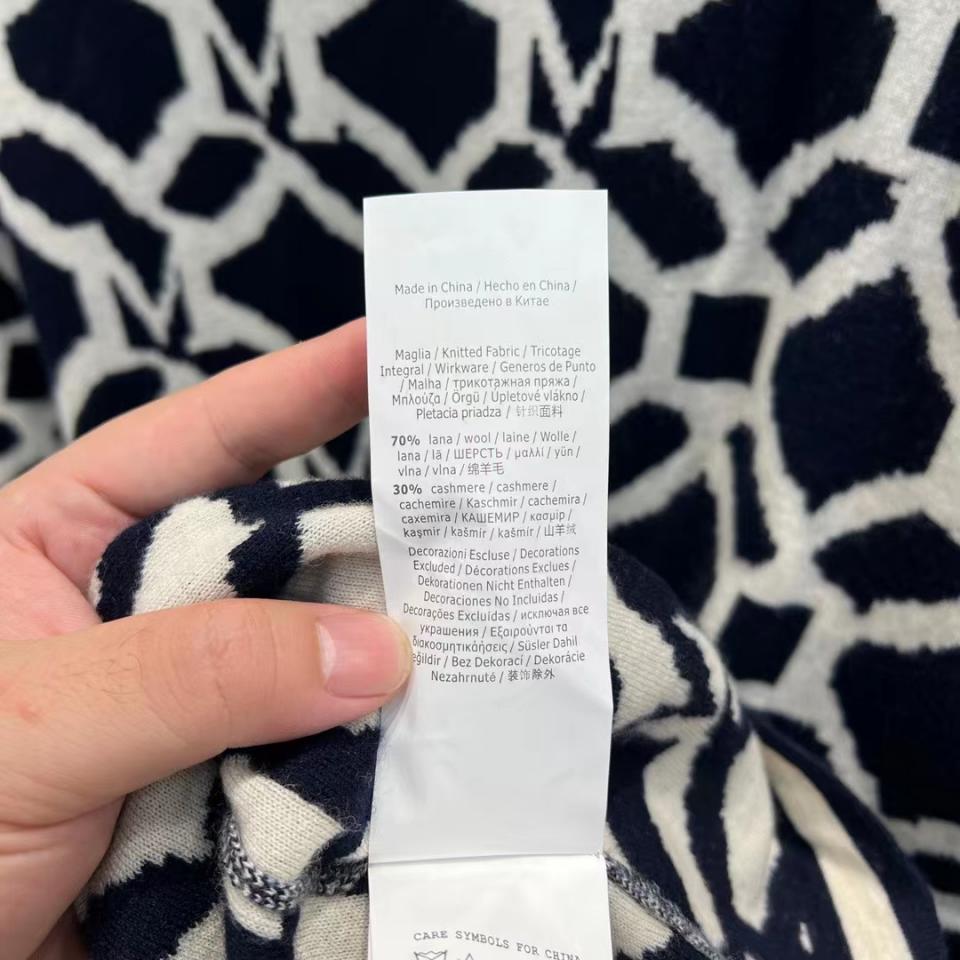 M M
M
Made in China / Hecho en China /
Произведено в Китае
Maglia / Knitted Fabric / Tricotage
Integral / Wirkware / Generos de Punto
/ Malha / трикотажная пряжа /
Μπλούζα / Örgü / Upletové vlákno /
Pletacia priadza / 针织面料
70% lana / wool / laine / Wolle /
lana / lã / ШЕРСТЬ / μαλλί / yün /
vlna / vlna / 绵羊毛
30% cashmere / cashmere /
cachemire / Kaschmir / cachemira /
caxemira / КАШЕМИР / κασμίρ /
kaşmir / kašmír / kašmír / 山羊绒
Decorazioni Escluse / Decorations
Excluded / Décorations Exclues /
Dekorationen Nicht Enthalten /
Decoraciones No Incluidas /
Decorações Excluídas / исключая все
украшения / Εξαιρούνται τα
διακοσμητικάήσεις / Süsler Dahil
eğildir / Bez Dekorací / Dekorácie
Nezahrnuté / 装饰除外
CARE SYMBOLS FOR CHINA